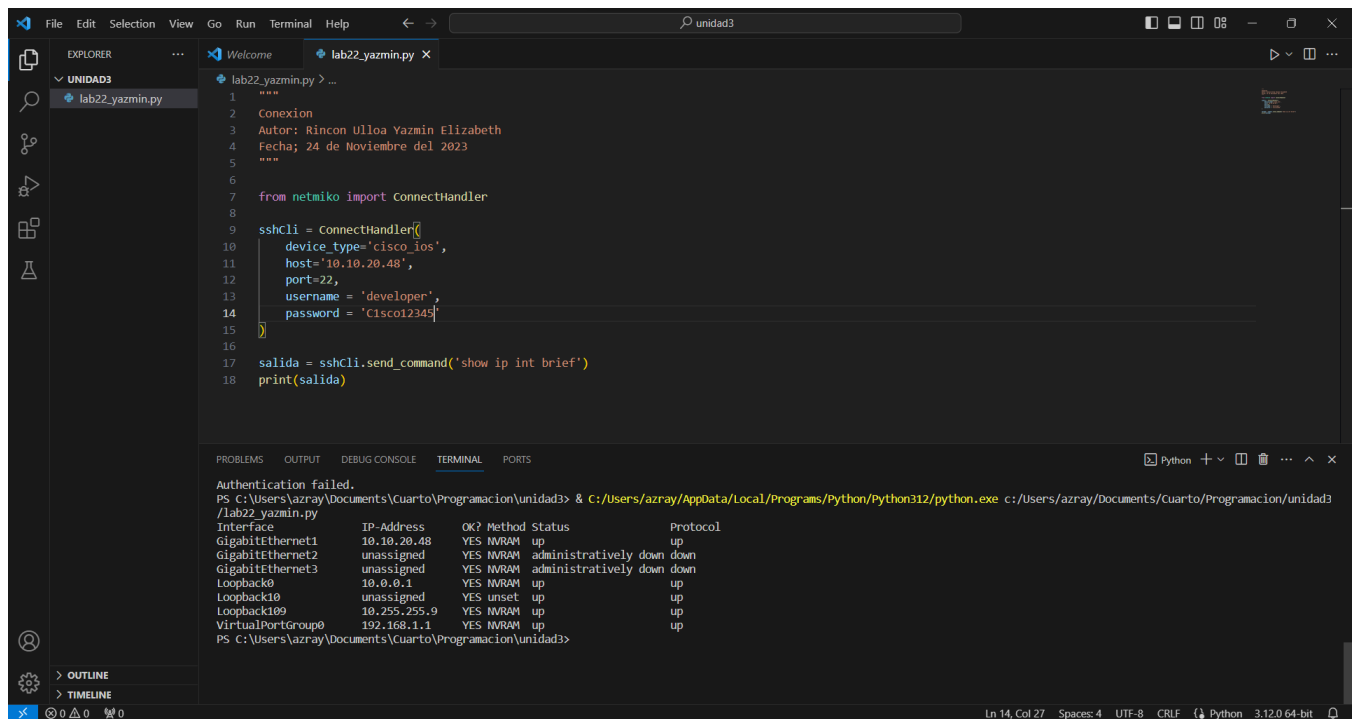 File Edit Selection View Go Run Terminal Help unidad3
EXPLORER
UNIDAD3
lab22_yazmin.py
OUTLINE
TIMELINE
Welcome lab22_yazmin.py
lab22_yazmin.py > ...
1 """
2 Conexion
3 Autor: Rincon Ulloa Yazmin Elizabeth
4 Fecha; 24 de Noviembre del 2023
5 """
6
7 from netmiko import ConnectHandler
8
9 sshCli = ConnectHandler(
10 device_type='cisco_ios',
11 host='10.10.20.48',
12 port=22,
13 username = 'developer',
14 password = 'C1sco12345'
15 )
16
17 salida = sshCli.send_command('show ip int brief')
18 print(salida)
PROBLEMS OUTPUT DEBUG CONSOLE TERMINAL PORTS Python
Authentication failed.
PS C:\Users\azray\Documents\Cuarto\Programacion\unidad3> & C:/Users/azray/AppData/Local/Programs/Python/Python312/python.exe c:/Users/azray/Documents/Cuarto/Programacion/unidad3
/lab22_yazmin.py
Interface IP-Address OK? Method Status Protocol
GigabitEthernet1 10.10.20.48 YES NVRAM up up
GigabitEthernet2 unassigned YES NVRAM administratively down down
GigabitEthernet3 unassigned YES NVRAM administratively down down
Loopback0 10.0.0.1 YES NVRAM up up
Loopback10 unassigned YES unset up up
Loopback109 10.255.255.9 YES NVRAM up up
VirtualPortGroup0 192.168.1.1 YES NVRAM up up
PS C:\Users\azray\Documents\Cuarto\Programacion\unidad3>
0 0 0 Ln 14, Col 27 Spaces: 4 UTF-8 CRLF Python 3.12.0 64-bit